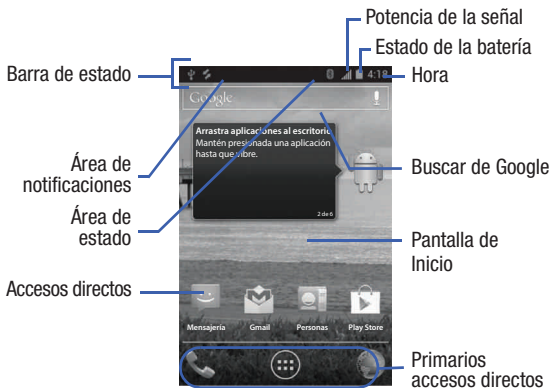 Potencia de la señal
Estado de la batería
Barra de estado
4:18
Hora
Google
Arrastra aplicaciones al escritorio
Mantén presionada una aplicación
hasta que vibre.
2 de 6
Área de
notificaciones
Buscar de Google
Área de
estado
Pantalla de
Inicio
Accesos directos
Mensajería
Gmail
Personas
Play Store
Primarios
accesos directos